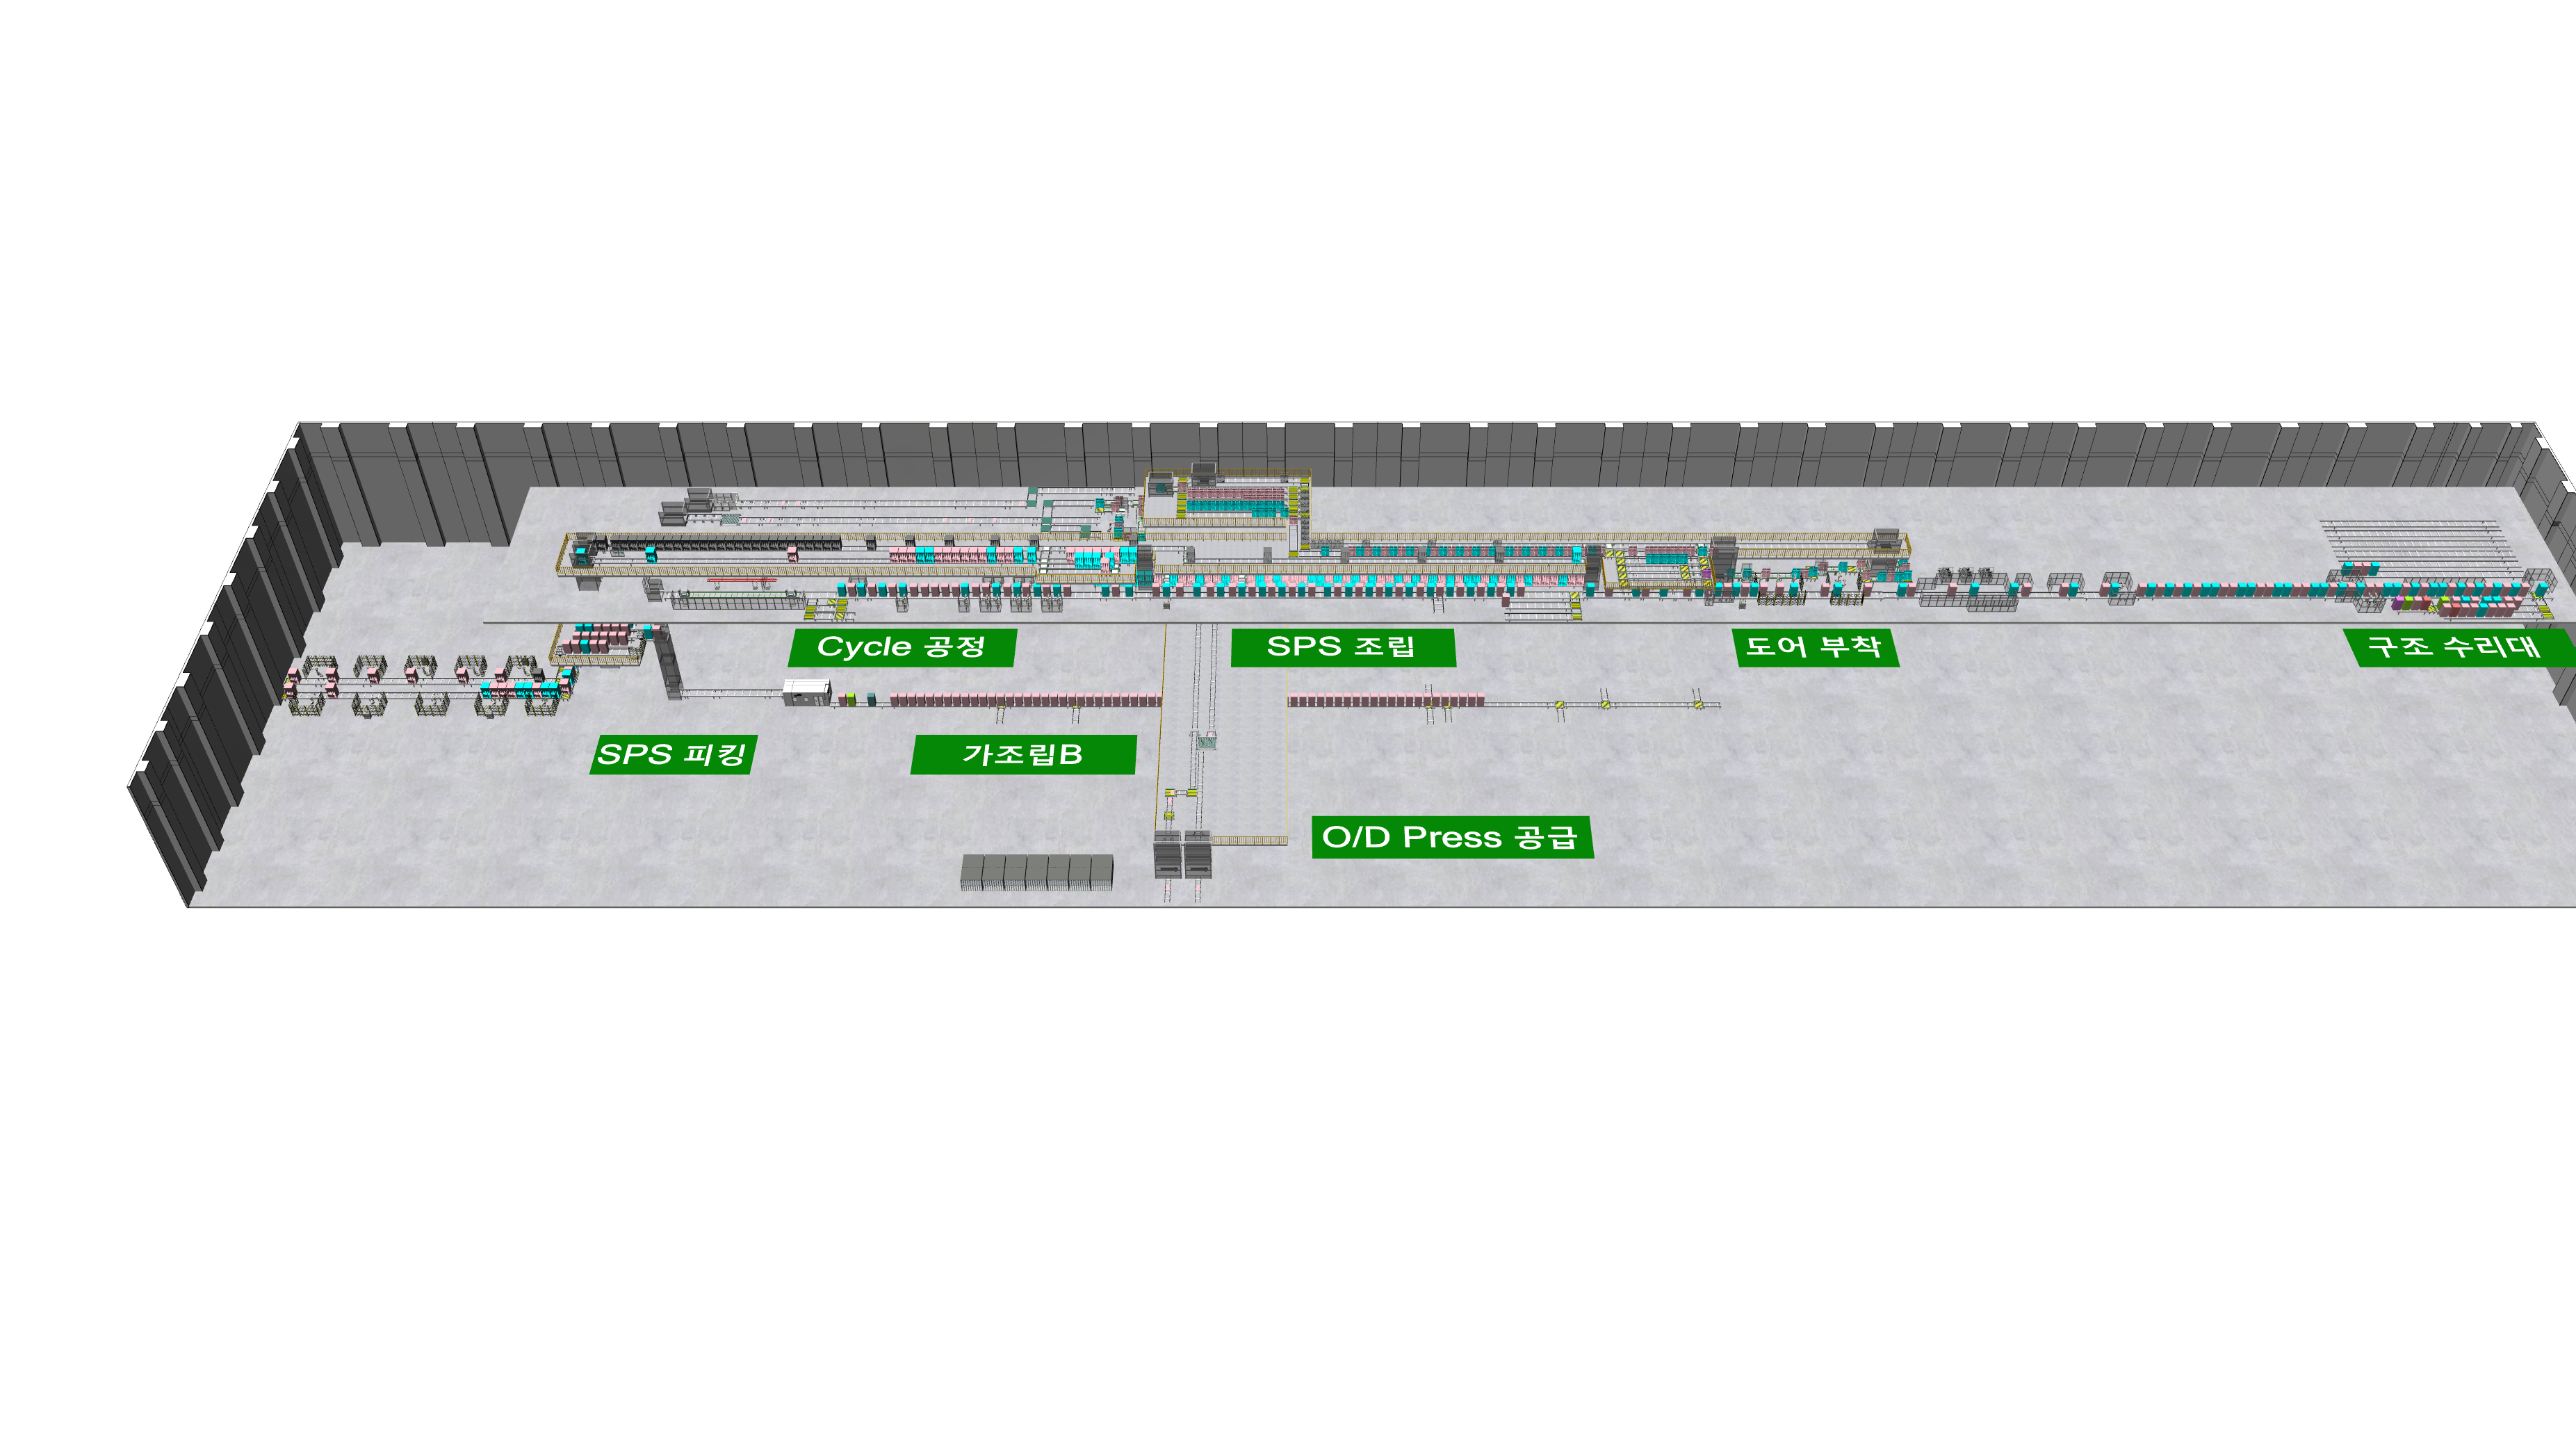 Cycle 공정
SPS 조립
도어 부착
구조 수리대
SPS 피킹
가조립B
O/D Press 공급